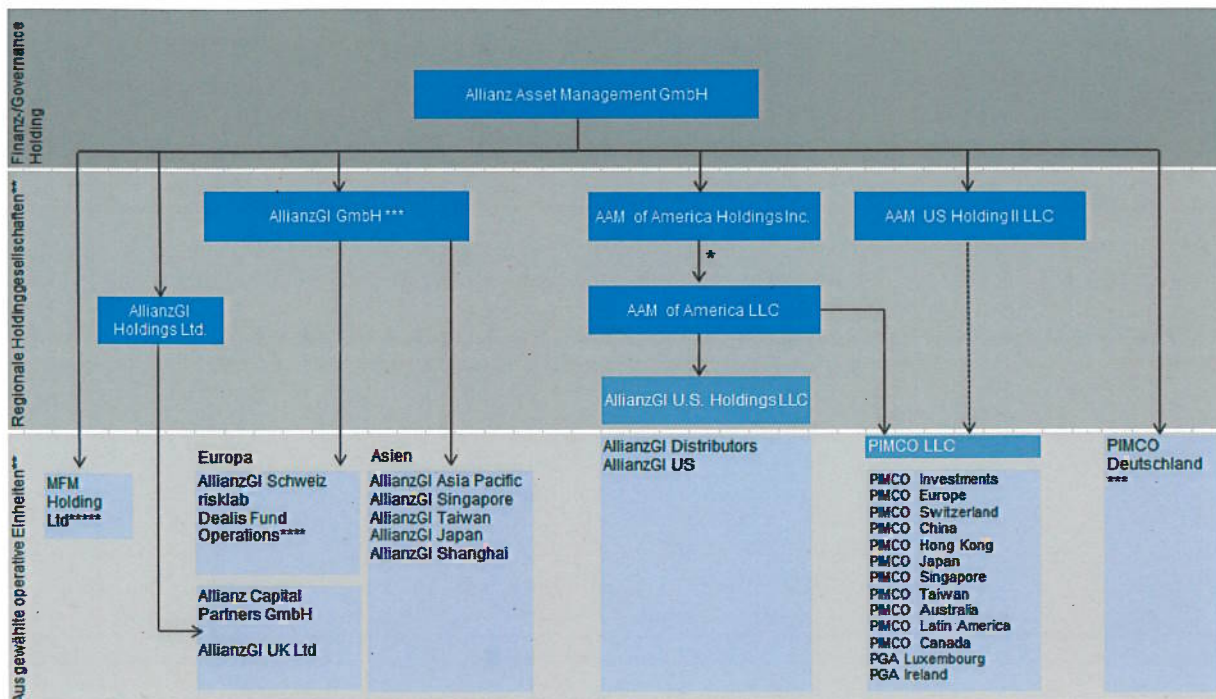 Finanz-/Governance
Holding
Allianz Asset Management GmbH
Regionale Holdinggesellschaften**
AllianzGI GmbH ***
AAM of America Holdings Inc.
AAM US Holding II LLC
*
AllianzGI
Holdings Ltd.
AAM of America LLC
AllianzGI U.S. Holdings LLC
Ausgewählte operative Einheiten**
MFM
Holding
Ltd*****
Europa
AllianzGI Schweiz
risklab
Dealis Fund
Operations****
Allianz Capital
Partners GmbH
AllianzGI UK Ltd
Asien
AllianzGI Asia Pacific
AllianzGI Singapore
AllianzGI Taiwan
AllianzGI Japan
AllianzGI Shanghai
AllianzGI Distributors
AllianzGI US
PIMCO LLC
PIMCO Investments
PIMCO Europe
PIMCO Switzerland
PIMCO China
PIMCO Hong Kong
PIMCO Japan
PIMCO Singapore
PIMCO Taiwan
PIMCO Australia
PIMCO Latin America
PIMCO Canada
PGA Luxembourg
PGA Ireland
PIMCO
Deutschland
***